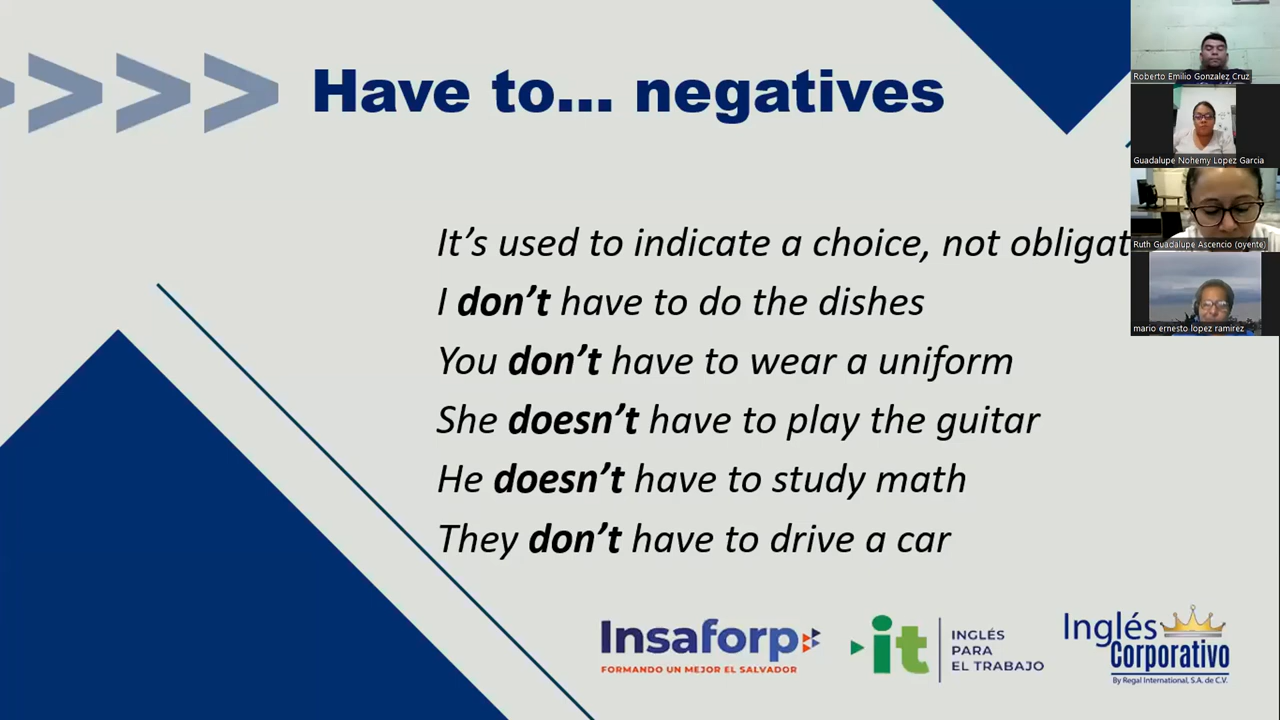 Have to... negatives
It’s used to indicate a choice, not obligat
I don’t have to do the dishes
You don’t have to wear a uniform
She doesn’t have to play the guitar
He doesn’t have to study math
They don’t have to drive a car
Insaforp
FORMANDO UN MEJOR EL SALVADOR
it
INGLÉS
PARA
EL TRABAJO
Inglés
Corporativo
By Regal International, S.A. de C.V.
Roberto Emilio Gonzalez Cruz
Guadalupe Nohemy Lopez Garcia
Ruth Guadalupe Ascencio (oyente)
mario ernesto lopez ramirez